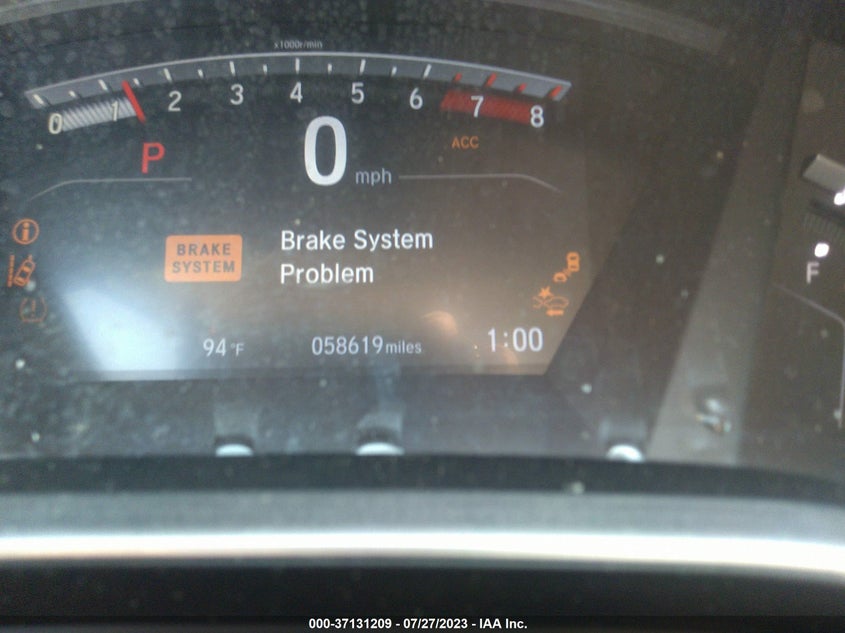 x1000r/min
0 1 2 3 4 5 6 7 8
P
0 mph
ACC
BRAKE
SYSTEM
Brake System
Problem
F
94 °F
058619 miles
1:00
000-37131209 - 07/27/2023 - IAA Inc.